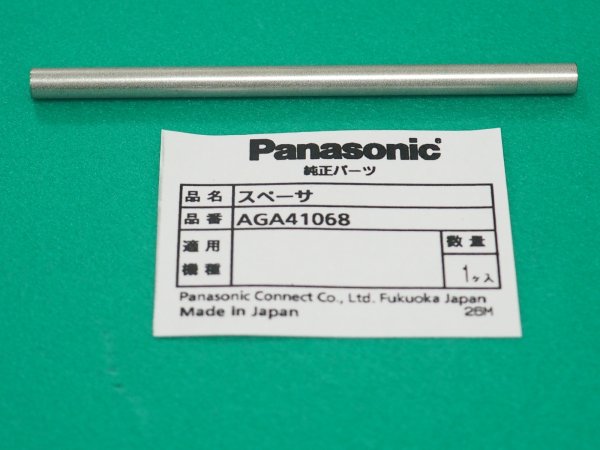 Panasonic®
純正パーツ
品名 スペーサ
品番 AGA41068
適用機種 数量
1ヶ入
Panasonic Connect Co., Ltd. Fukuoka Japan
Made in Japan 26M